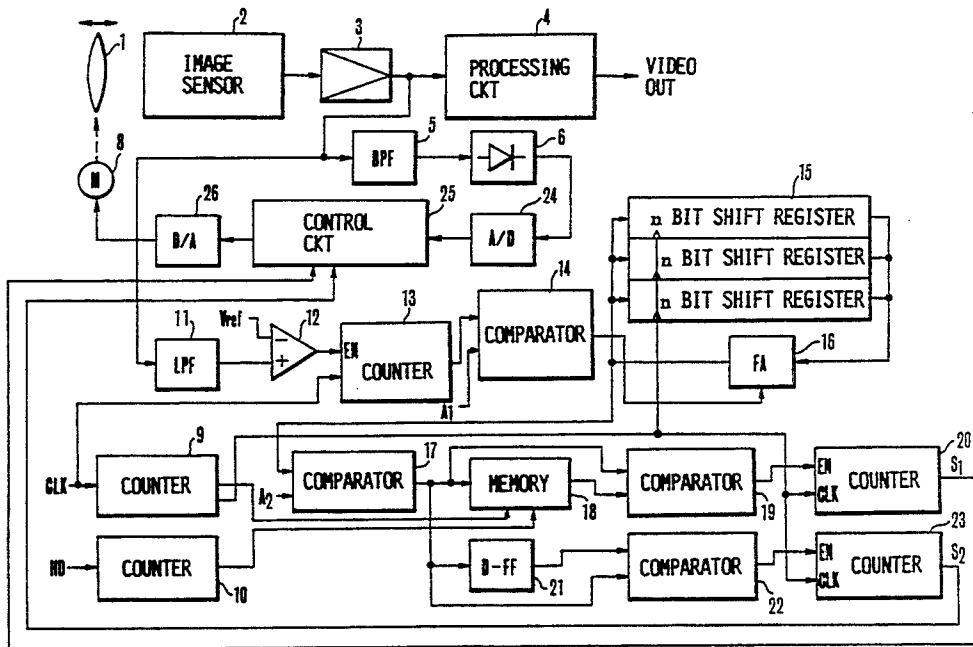 2
3
4
1
IMAGE SENSOR
PROCESSING CKT
VIDEO OUT
5
6
8
BPF
M
26
25
24
15
D/A
CONTROL CKT
A/D
n BIT SHIFT REGISTER
n BIT SHIFT REGISTER
n BIT SHIFT REGISTER
14
13
12
11
Vref
−
+
LPF
EN
COUNTER
COMPARATOR
16
FA
A1
9
17
20
CLK
COUNTER
A2
COMPARATOR
MEMORY
18
COMPARATOR
19
EN
CLK
COUNTER
S1
23
HD
COUNTER
10
D-FF
21
COMPARATOR
22
EN
CLK
COUNTER
S2